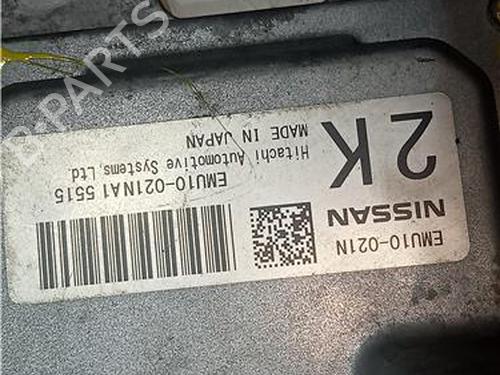 2K
NISSAN
EMU10-021N
MADE IN JAPAN
Hitachi Automotive Systems,Ltd.
EMU10-021NA1 5515
B-PARTS